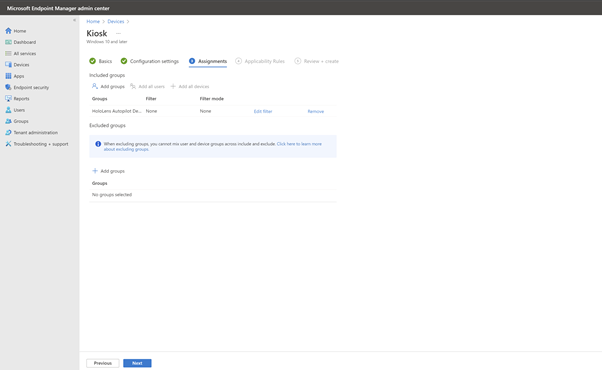 Microsoft Endpoint Manager admin center
«
Home
Dashboard
All services
Devices
Apps
Endpoint security
Reports
Users
Groups
Tenant administration
Troubleshooting + support
Home > Devices >
Kiosk ...
Windows 10 and later
Basics
Configuration settings
3 Assignments
4 Applicability Rules
5 Review + create
Included groups
Add groups
Add all users
Add all devices
Groups Filter Filter mode
HoloLens Autopilot De... None None Edit filter Remove
Excluded groups
When excluding groups, you cannot mix user and device groups across include and exclude. Click here to learn more
about excluding groups.
Add groups
Groups
No groups selected
Previous
Next